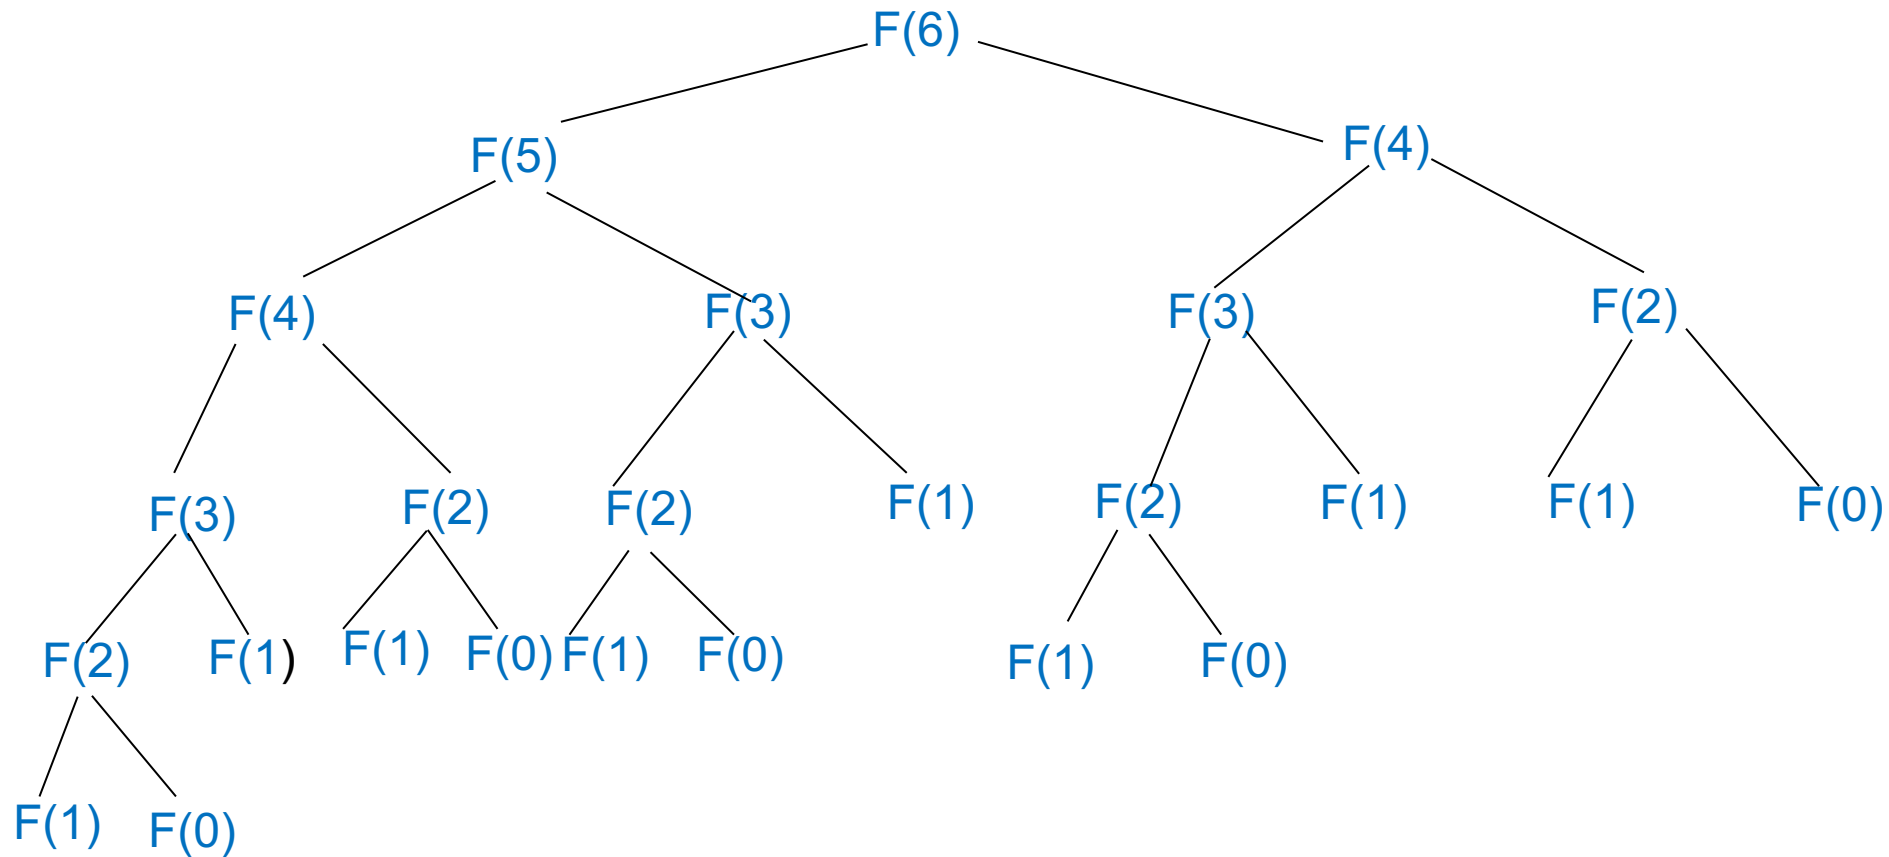 F(6)
F(5) F(4)
F(4) F(3) F(3) F(2)
F(3) F(2) F(2) F(1) F(2) F(1) F(1) F(0)
F(2) F(1) F(1) F(0) F(1) F(0) F(1) F(0)
F(1) F(0)